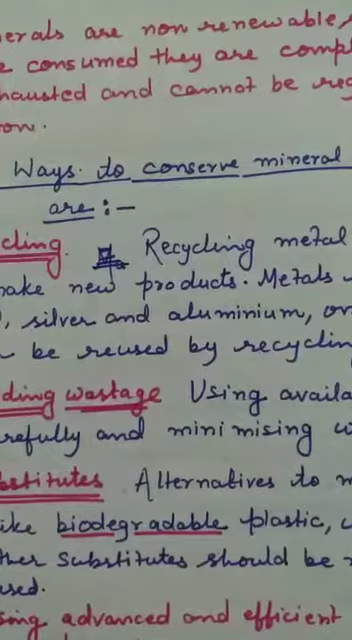 erals are non renewable,
e consumed they are comp
hausted and cannot be re
on.
Ways to conserve mineral
are :-
cling. Recycling metal
ake new products. Metals
, silver and aluminium, or
be reused by recyclin
ding wastage Using availa
refully and minimising w
bstitutes Alternatives to m
ike biodegradable plastic, u
ther substitutes should be
used.
sing advanced and efficient